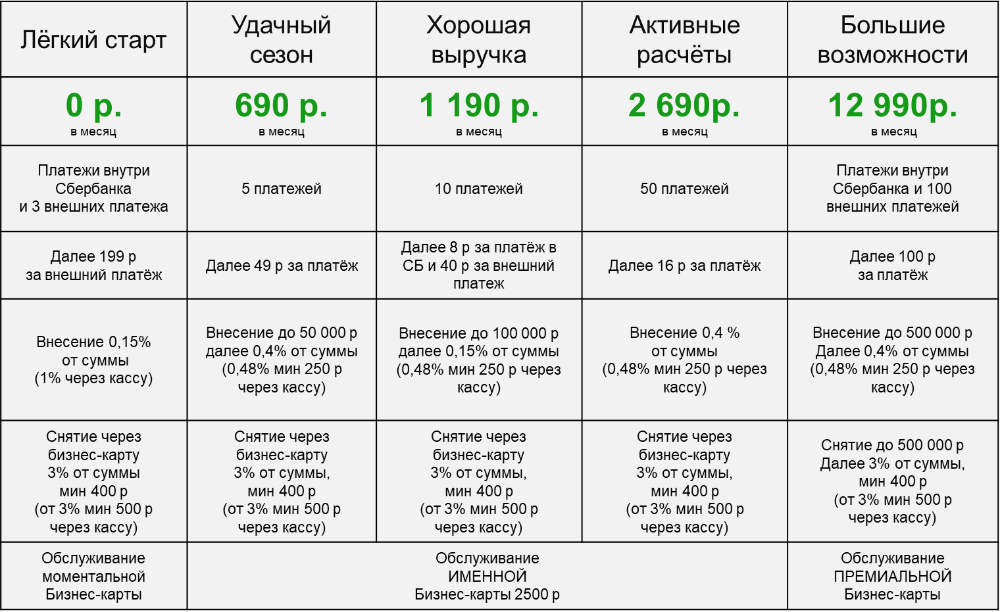 Лёгкий старт
Удачный
сезон
Хорошая
выручка
Активные
расчёты
Большие
возможности
0 р.
в месяц
690 р.
в месяц
1 190 р.
в месяц
2 690р.
в месяц
12 990р.
в месяц
Платежи внутри
Сбербанка
и 3 внешних платежа
5 платежей
10 платежей
50 платежей
Платежи внутри
Сбербанка и 100
внешних платежей
Далее 199 р
за внешний платёж
Далее 49 р за платёж
Далее 8 р за платёж в
СБ и 40 р за внешний
платеж
Далее 16 р за платёж
Далее 100 р
за платёж
Внесение 0,15%
от суммы
(1% через кассу)
Внесение до 50 000 р
далее 0,4% от суммы
(0,48% мин 250 р
через кассу)
Внесение до 100 000 р
далее 0,15% от суммы
(0,48% мин 250 р через
кассу)
Внесение 0,4 %
от суммы
(0,48% мин 250 р через
кассу)
Внесение до 500 000 р
Далее 0,4% от суммы
(0,48% мин 250 р через
кассу)
Снятие через
бизнес-карту
3% от суммы
мин 400 р
(от 3% мин 500 р
через кассу)
Снятие через
бизнес-карту
3% от суммы,
мин 400 р
(от 3% мин 500 р
через кассу)
Снятие через
бизнес-карту
3% от суммы,
мин 400 р
(от 3% мин 500 р
через кассу)
Снятие через
бизнес-карту
3% от суммы,
мин 400 р
(от 3% мин 500 р
через кассу)
Снятие до 500 000 р
Далее 3% от суммы,
мин 400 р
(от 3% мин 500 р
через кассу)
Обслуживание
моментальной
Бизнес-карты
Обслуживание
ИМЕННОЙ
Бизнес-карты 2500 р
Обслуживание
ПРЕМИАЛЬНОЙ
Бизнес-карты